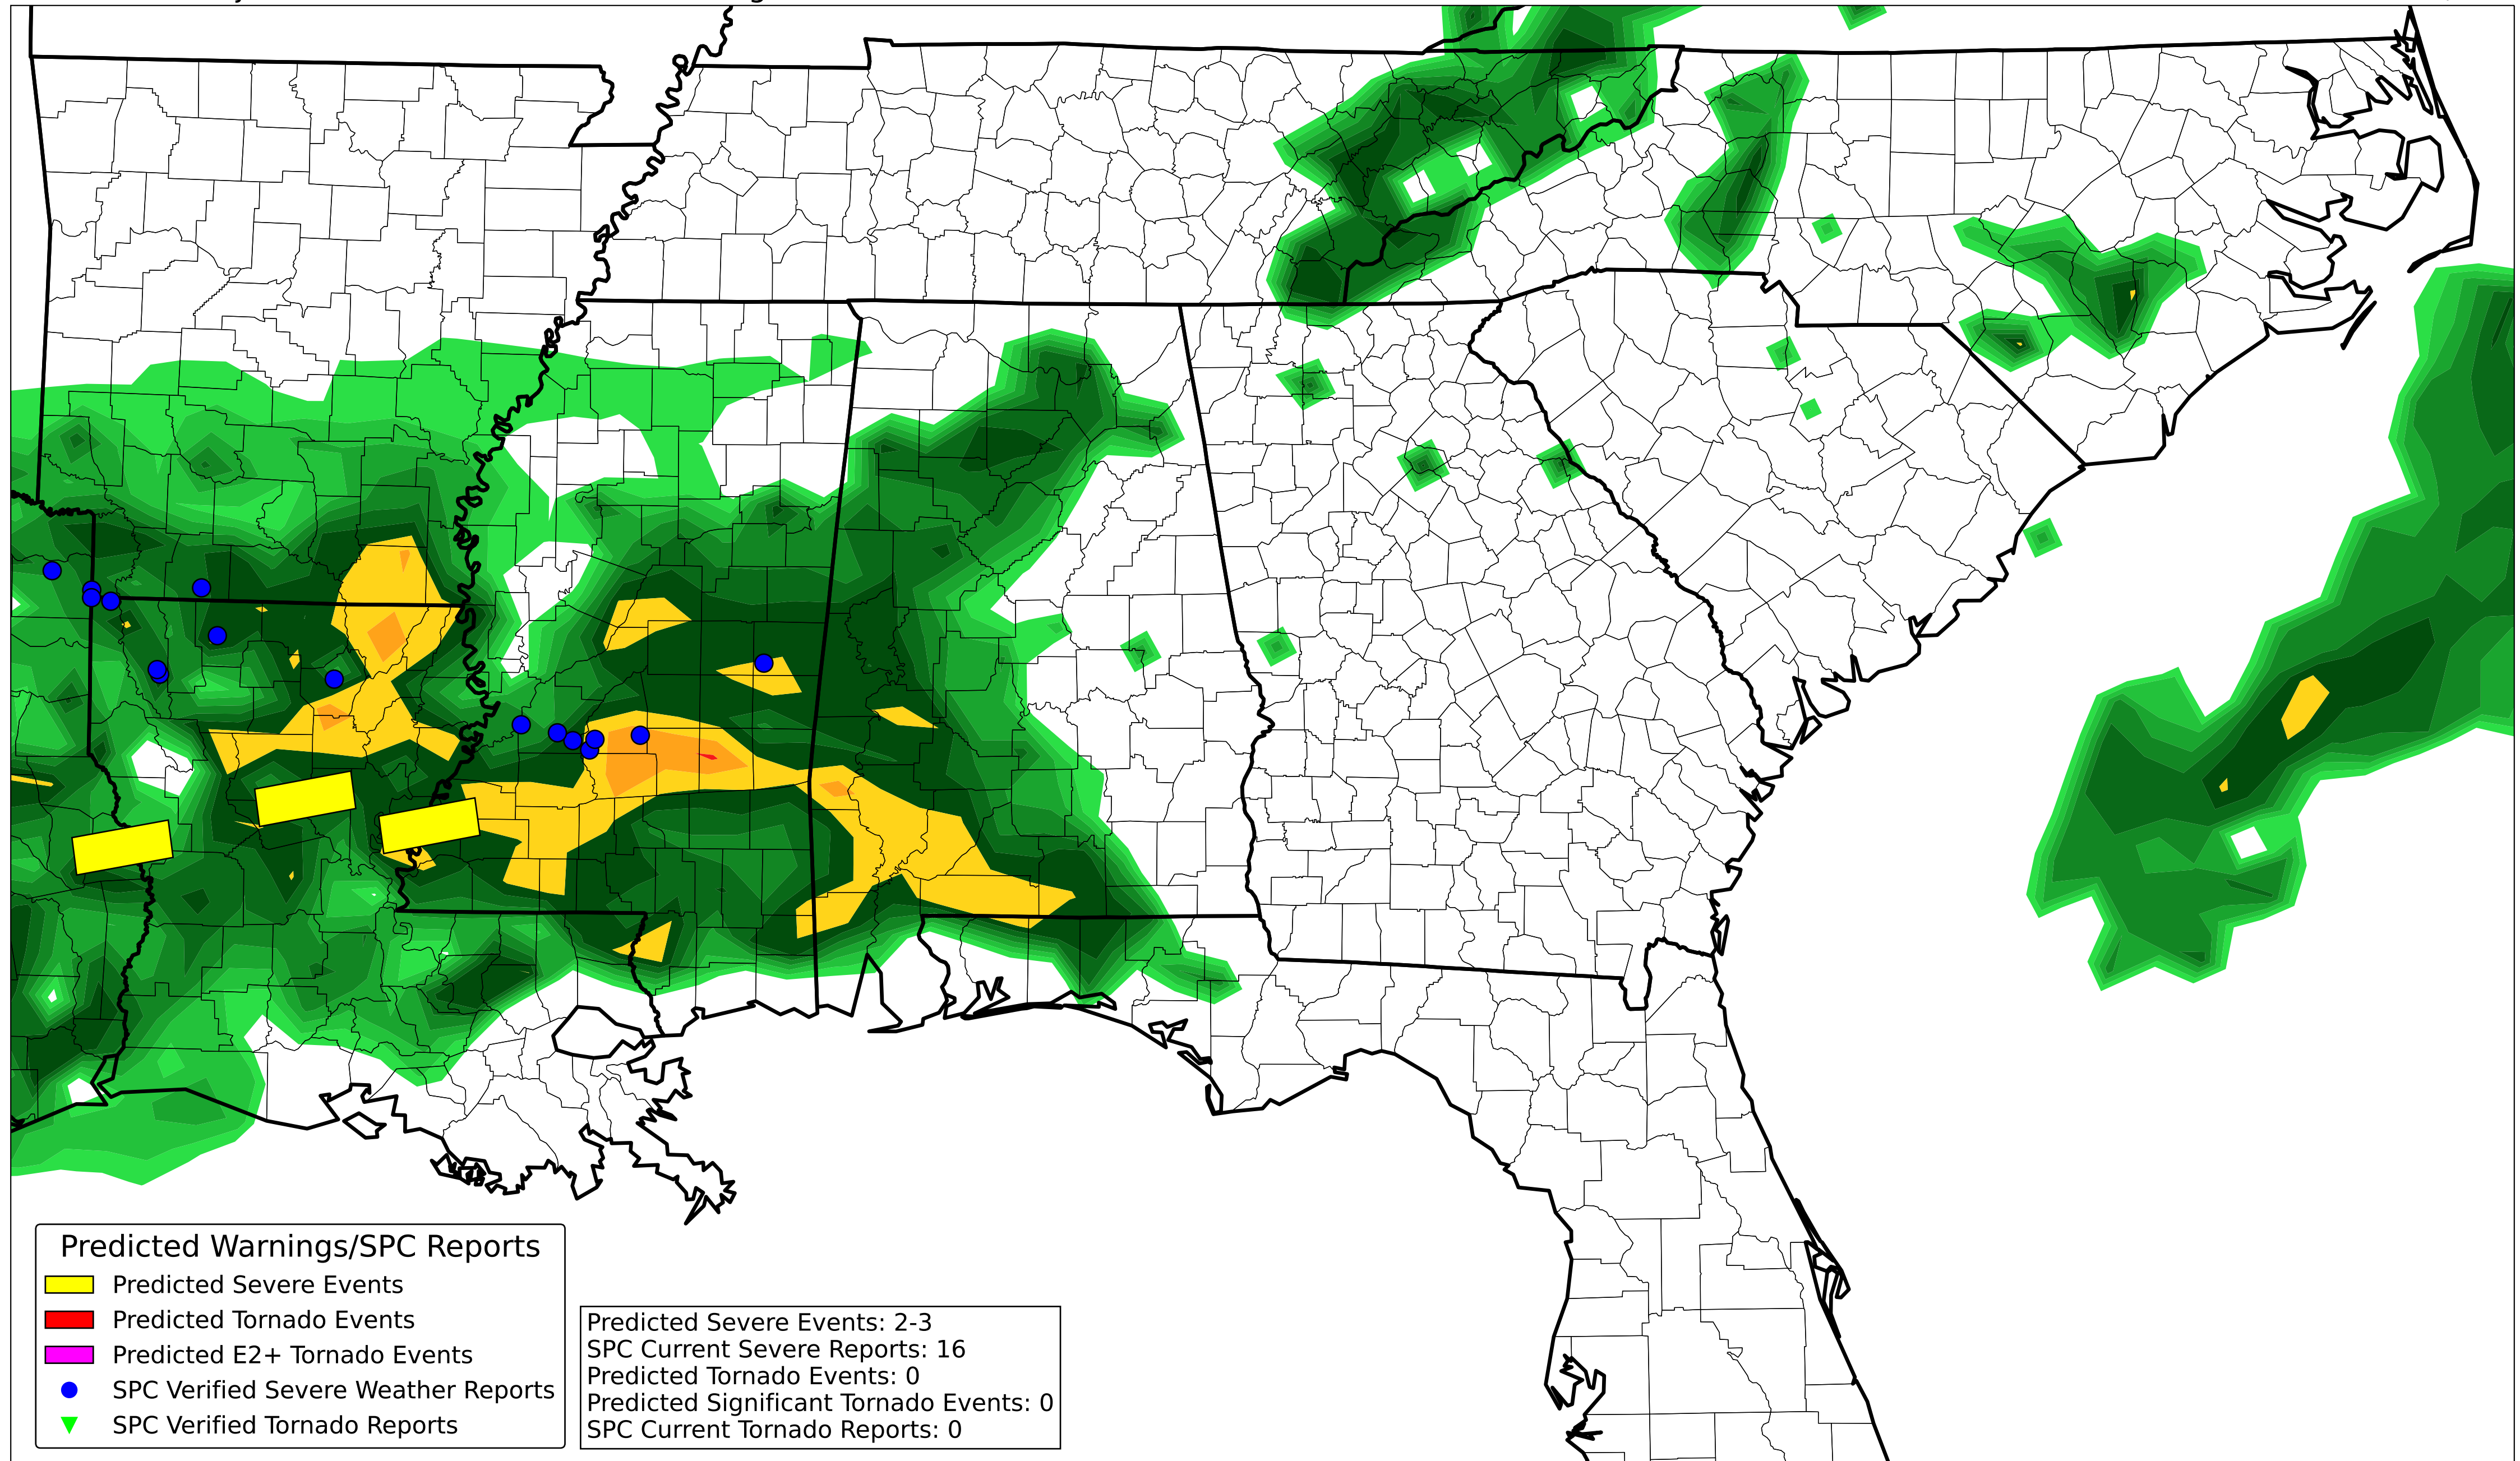 Predicted Warnings/SPC Reports
Predicted Severe Events
Predicted Tornado Events
Predicted E2+ Tornado Events
SPC Verified Severe Weather Reports
SPC Verified Tornado Reports
Predicted Severe Events: 2-3
SPC Current Severe Reports: 16
Predicted Tornado Events: 0
Predicted Significant Tornado Events: 0
SPC Current Tornado Reports: 0